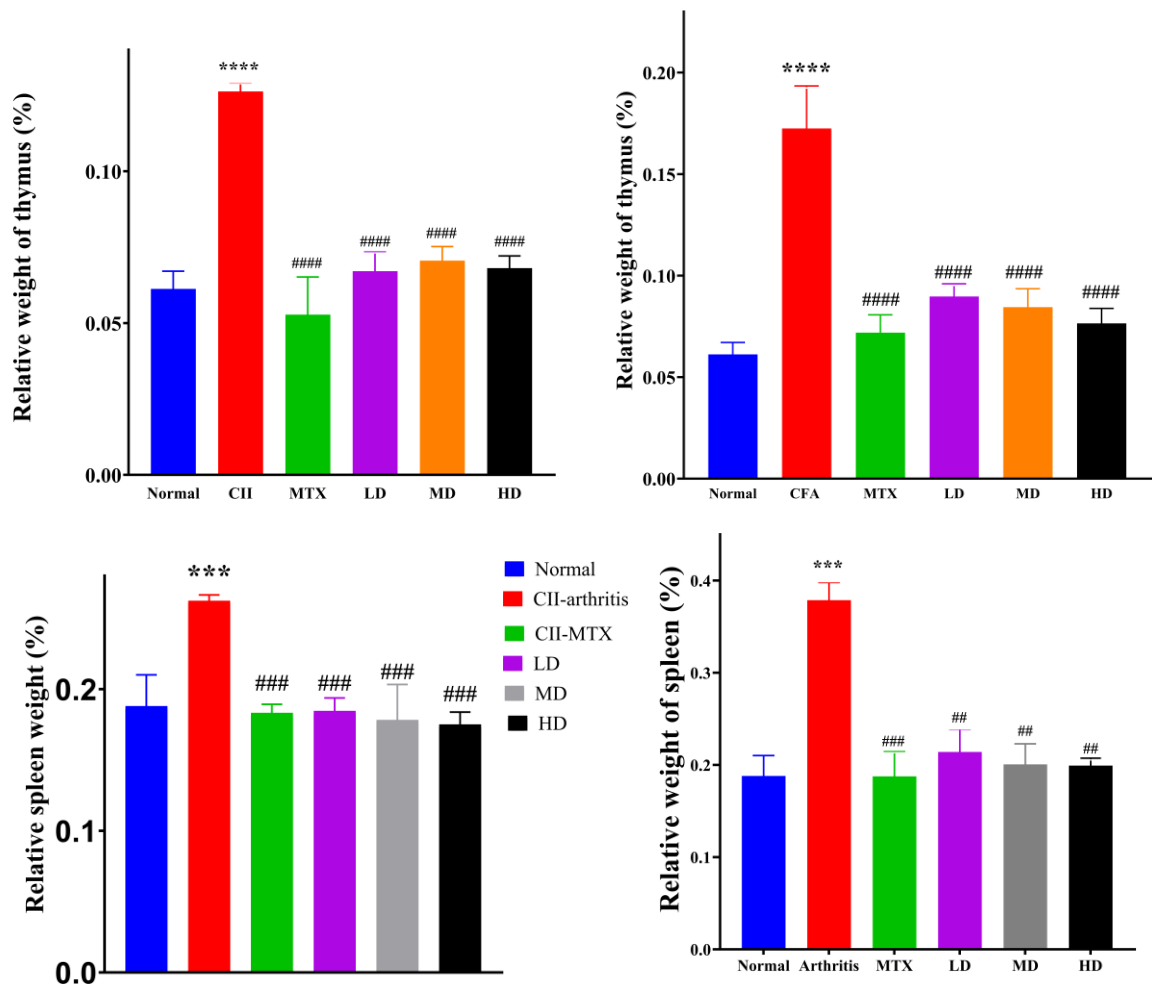 Relative weight of thymus (%)
0.10
0.05
0.00
****
####
####
####
####
Normal CII MTX LD MD HD
Relative weight of thymus (%)
0.20
0.15
0.10
0.05
0.00
****
####
####
####
####
Normal CFA MTX LD MD HD
Relative spleen weight (%)
0.2
0.1
0.0
***
###
###
###
###
Normal
CII-arthritis
CII-MTX
LD
MD
HD
Relative weight of spleen (%)
0.4
0.3
0.2
0.1
0.0
***
###
##
##
##
Normal Arthritis MTX LD MD HD